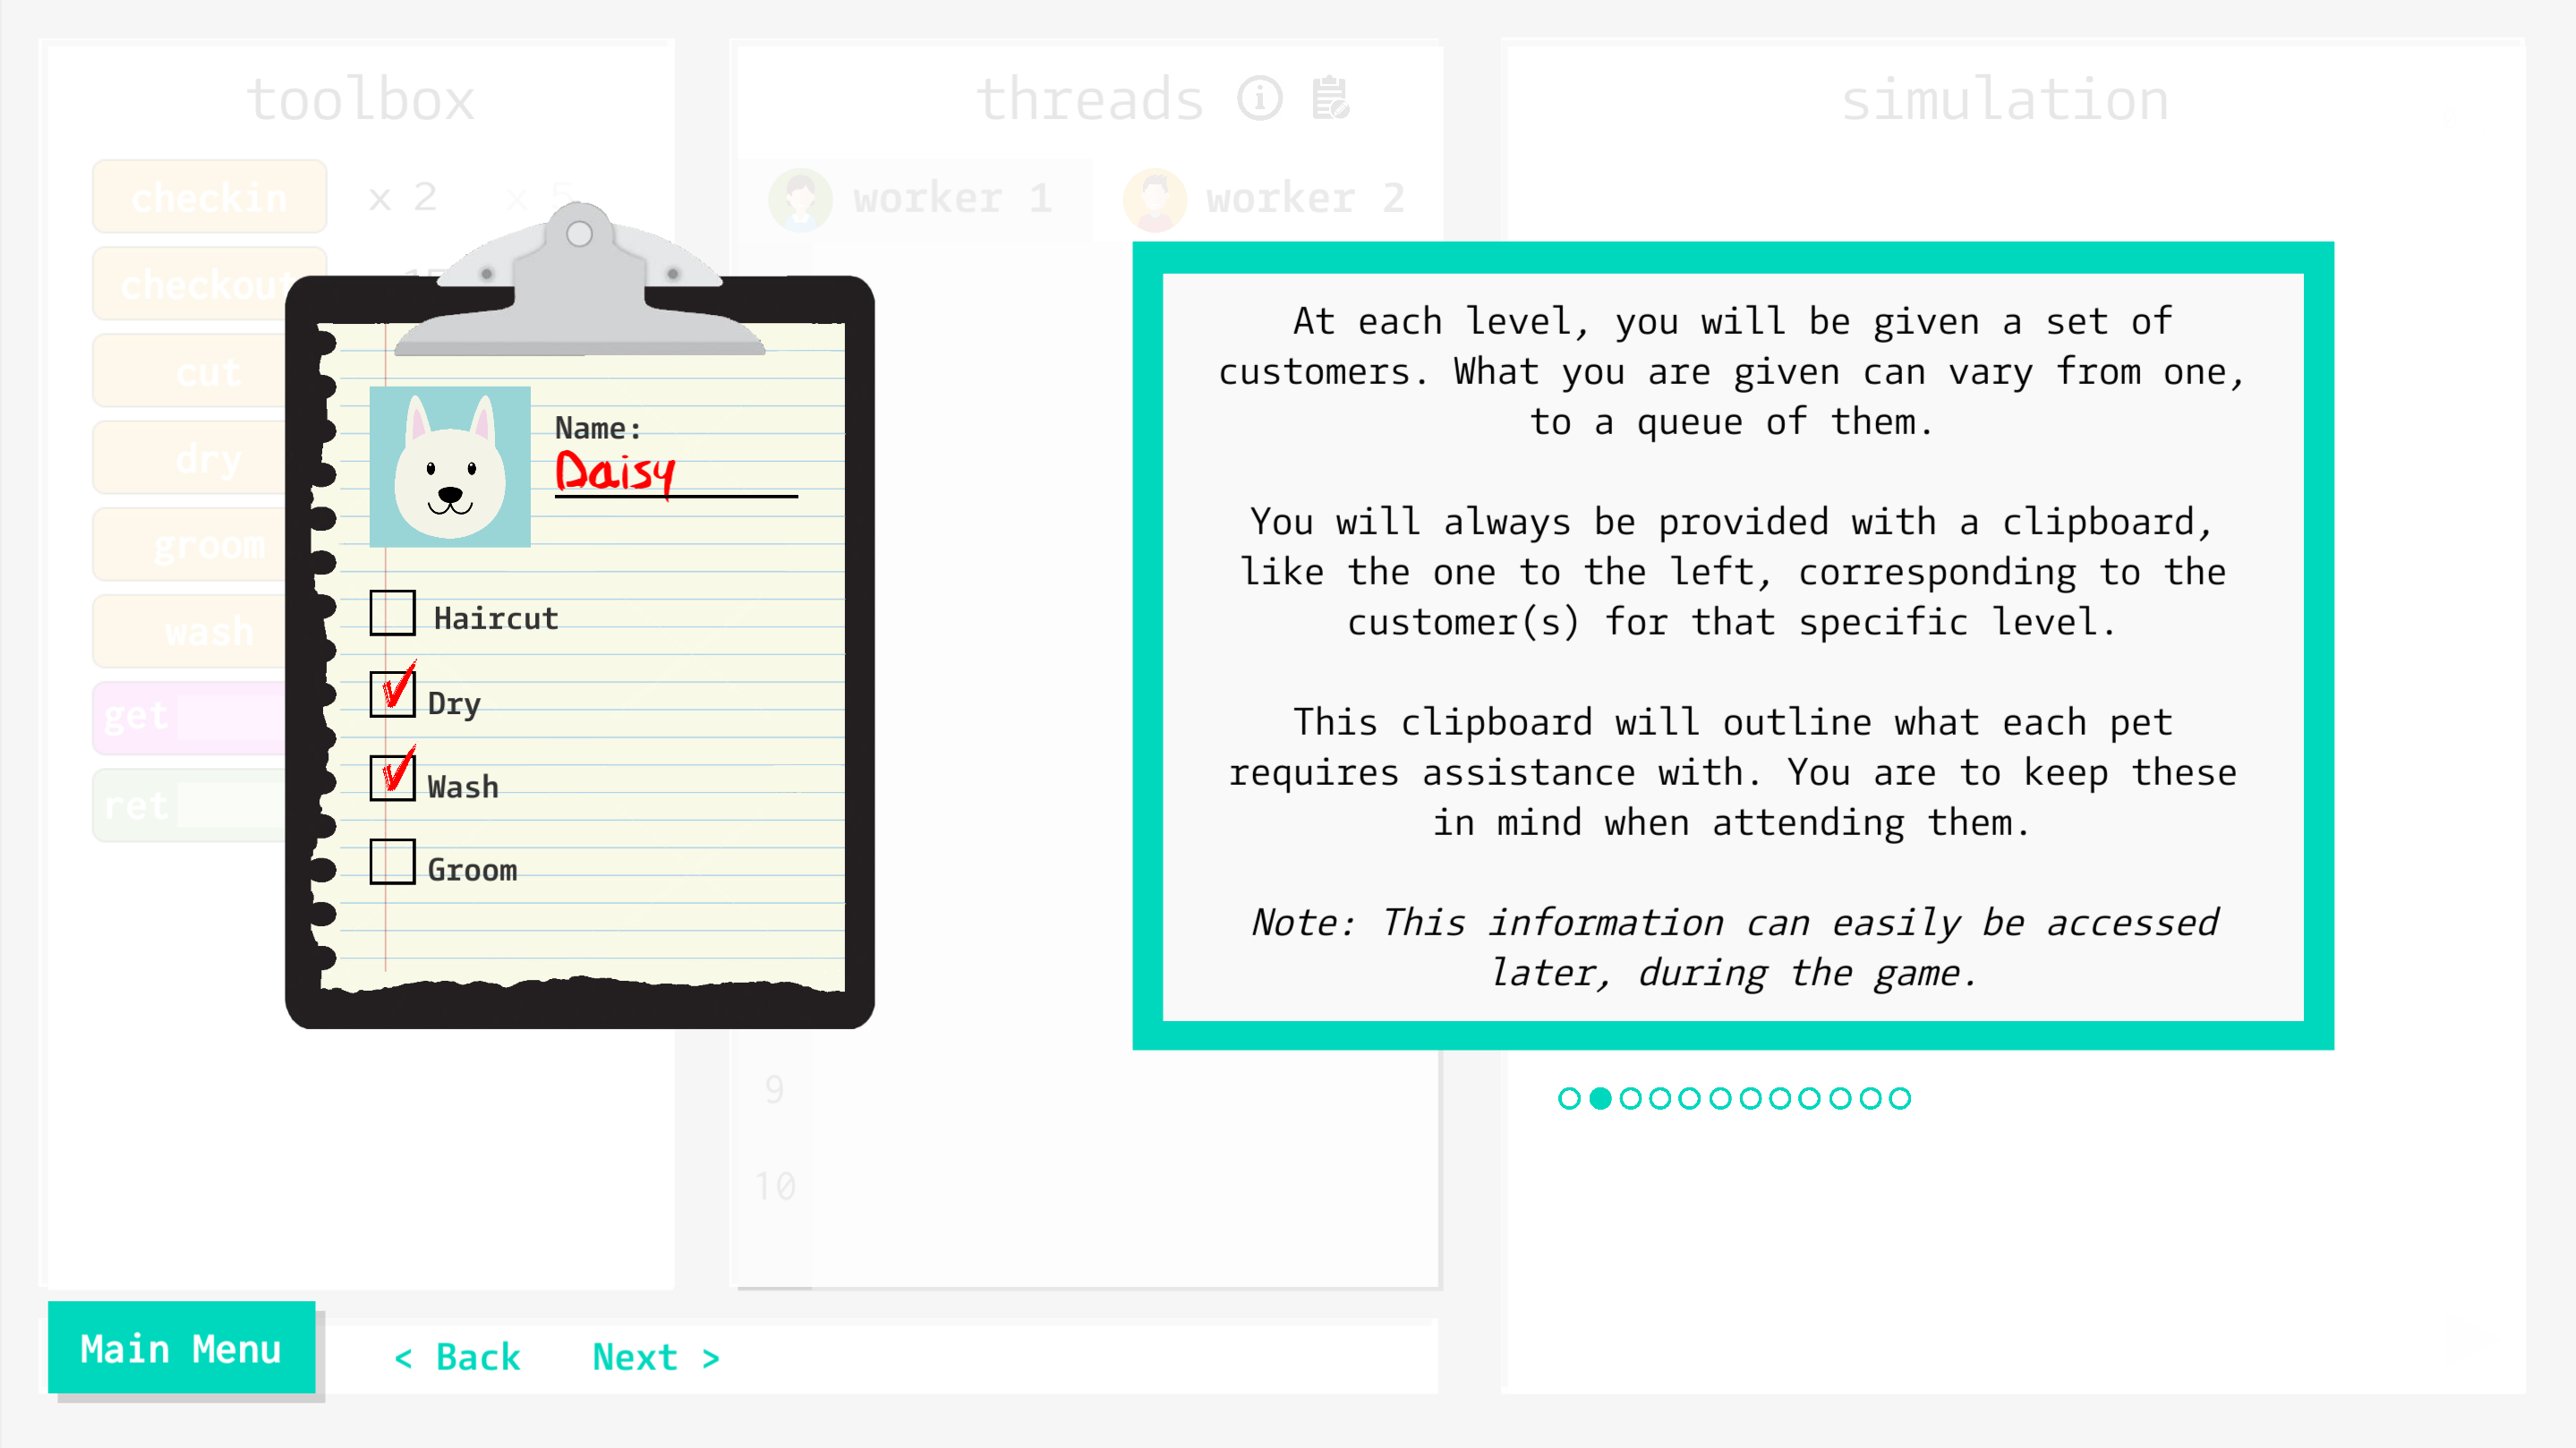 toolbox
checkin x 2 x 5
checkout
cut
dry
groom
wash
get
ret
threads
worker 1 worker 2
9
10
simulation
Name:
Daisy
Haircut
Dry
Wash
Groom
At each level, you will be given a set of
customers. What you are given can vary from one,
to a queue of them.
You will always be provided with a clipboard,
like the one to the left, corresponding to the
customer(s) for that specific level.
This clipboard will outline what each pet
requires assistance with. You are to keep these
in mind when attending them.
Note: This information can easily be accessed
later, during the game.
Main Menu
< Back Next >